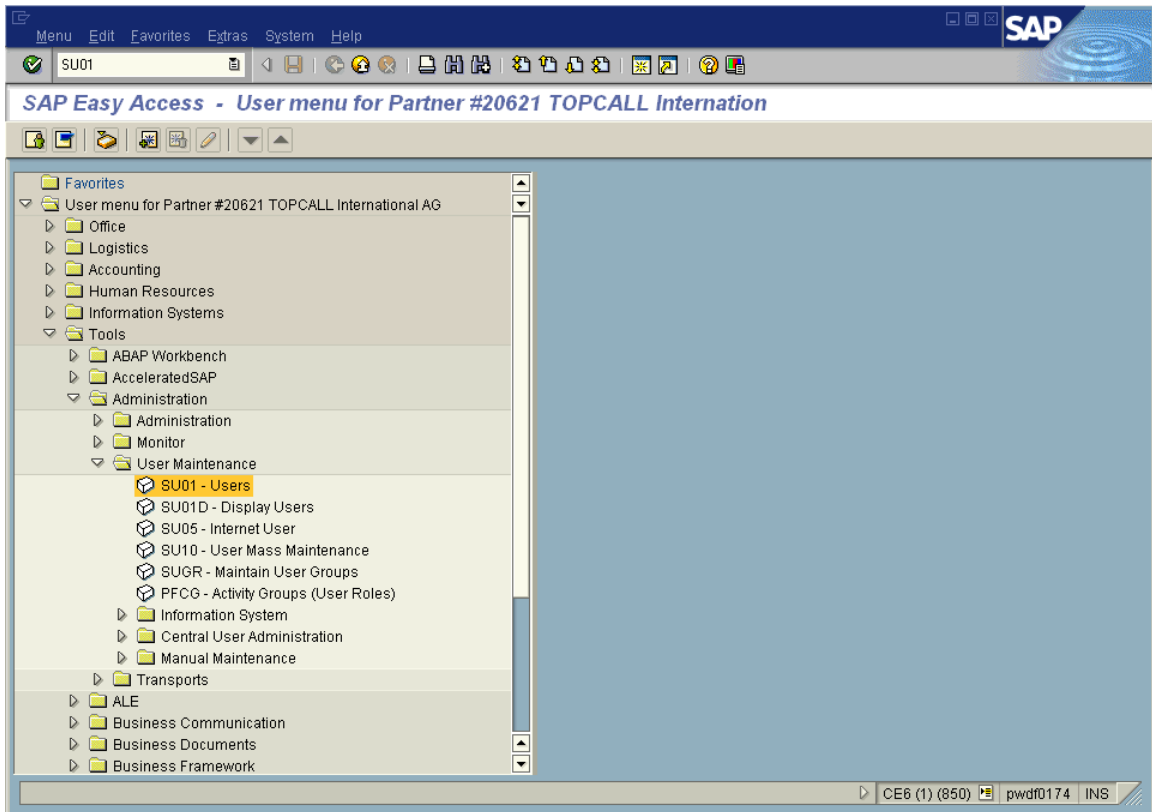 Menu Edit Favorites Extras System Help
SAP
SU01
SAP Easy Access - User menu for Partner #20621 TOPCALL Internation
Favorites
User menu for Partner #20621 TOPCALL International AG
Office
Logistics
Accounting
Human Resources
Information Systems
Tools
ABAP Workbench
AcceleratedSAP
Administration
Administration
Monitor
User Maintenance
SU01 - Users
SU01D - Display Users
SU05 - Internet User
SU10 - User Mass Maintenance
SUGR - Maintain User Groups
PFCG - Activity Groups (User Roles)
Information System
Central User Administration
Manual Maintenance
Transports
ALE
Business Communication
Business Documents
Business Framework
CE6 (1) (850) pwdf0174 INS